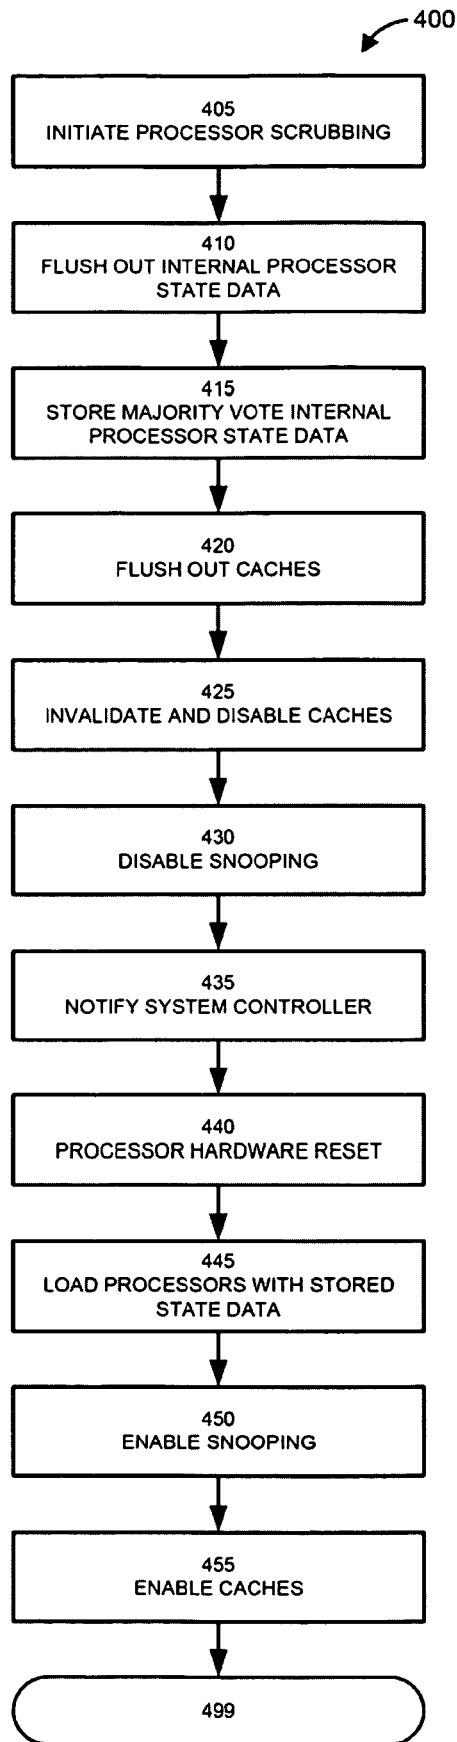 400
405
INITIATE PROCESSOR SCRUBBING
410
FLUSH OUT INTERNAL PROCESSOR
STATE DATA
415
STORE MAJORITY VOTE INTERNAL
PROCESSOR STATE DATA
420
FLUSH OUT CACHES
425
INVALIDATE AND DISABLE CACHES
430
DISABLE SNOOPING
435
NOTIFY SYSTEM CONTROLLER
440
PROCESSOR HARDWARE RESET
445
LOAD PROCESSORS WITH STORED
STATE DATA
450
ENABLE SNOOPING
455
ENABLE CACHES
499